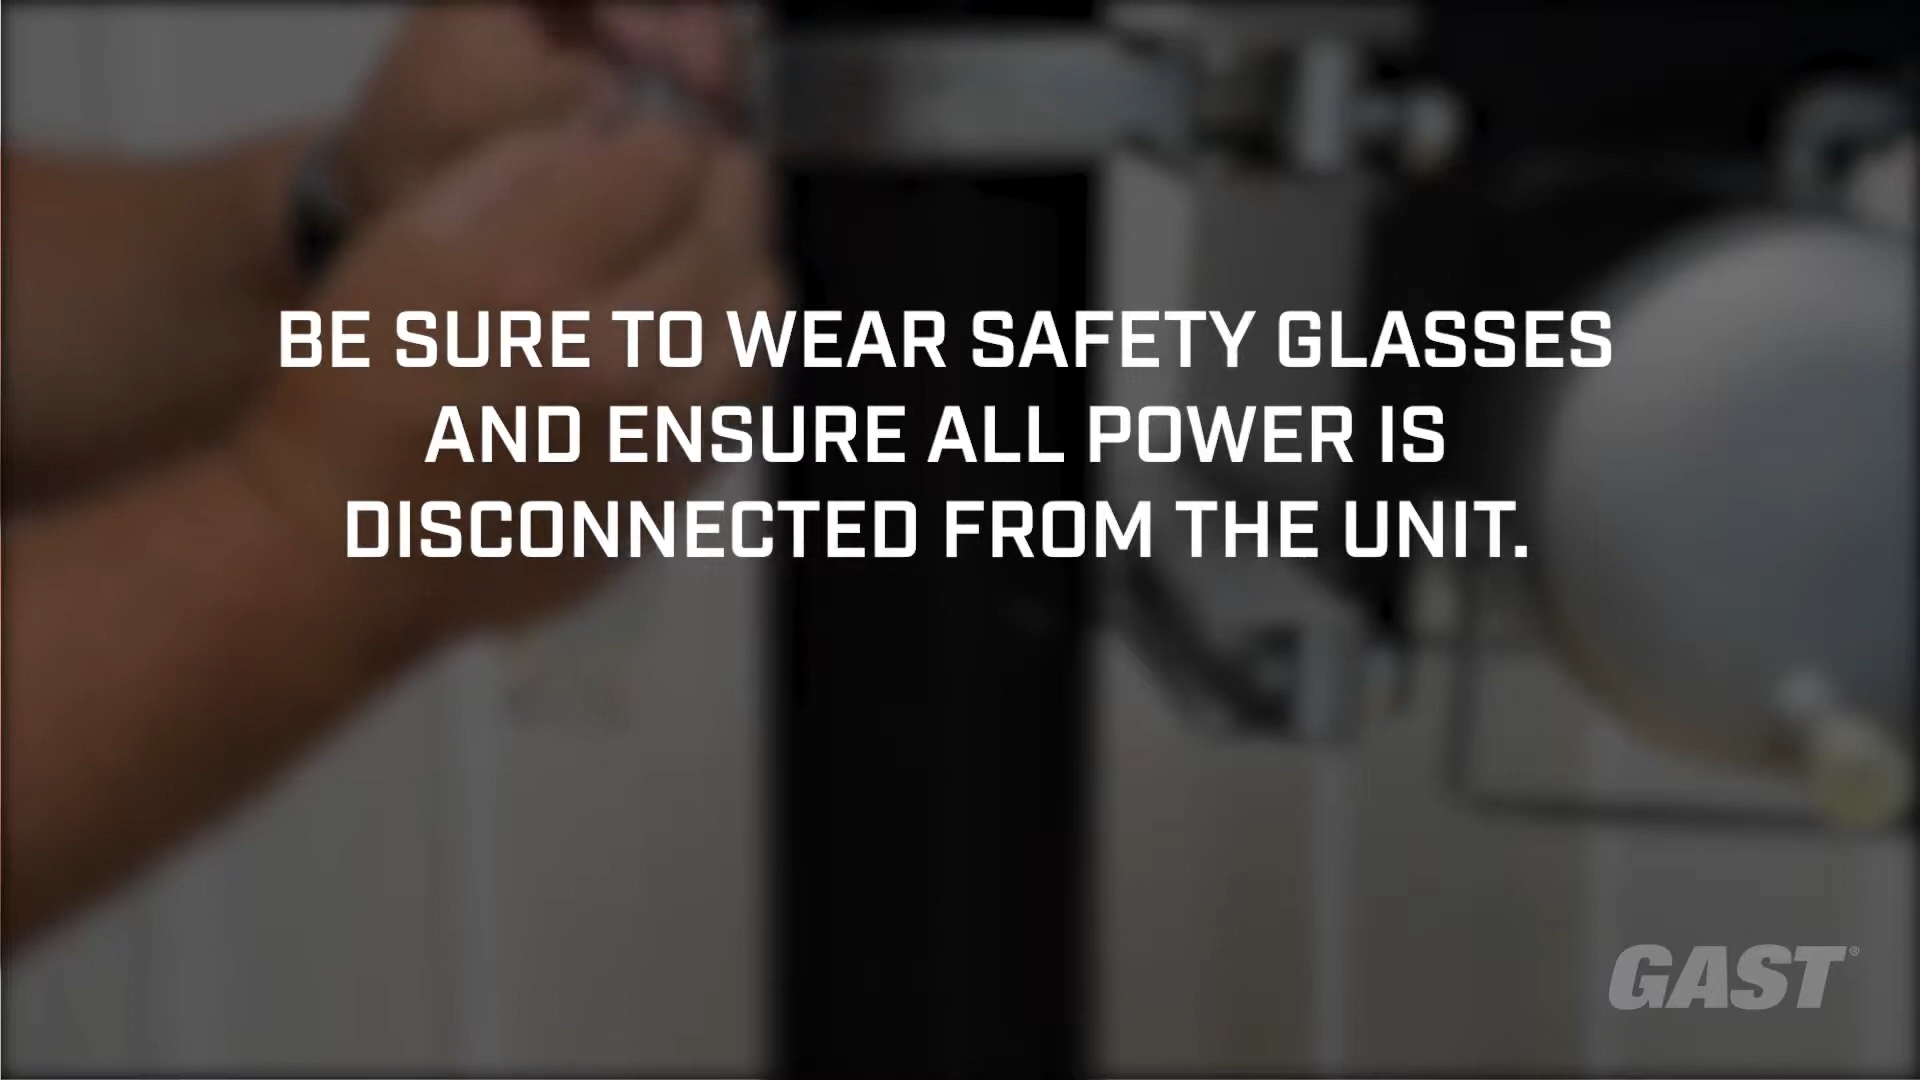 BE SURE TO WEAR SAFETY GLASSES
AND ENSURE ALL POWER IS
DISCONNECTED FROM THE UNIT.
GAST®